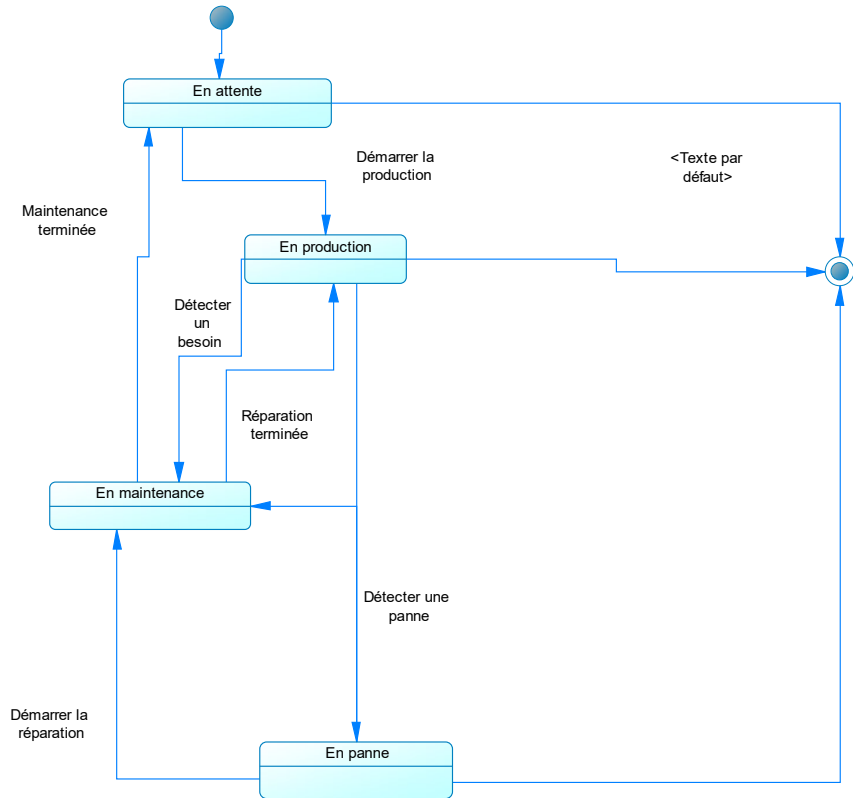 En attente
Démarrer la
production
<Texte par
défaut>
Maintenance
terminée
En production
Détecter
un
besoin
Réparation
terminée
En maintenance
Détecter une
panne
Démarrer la
réparation
En panne